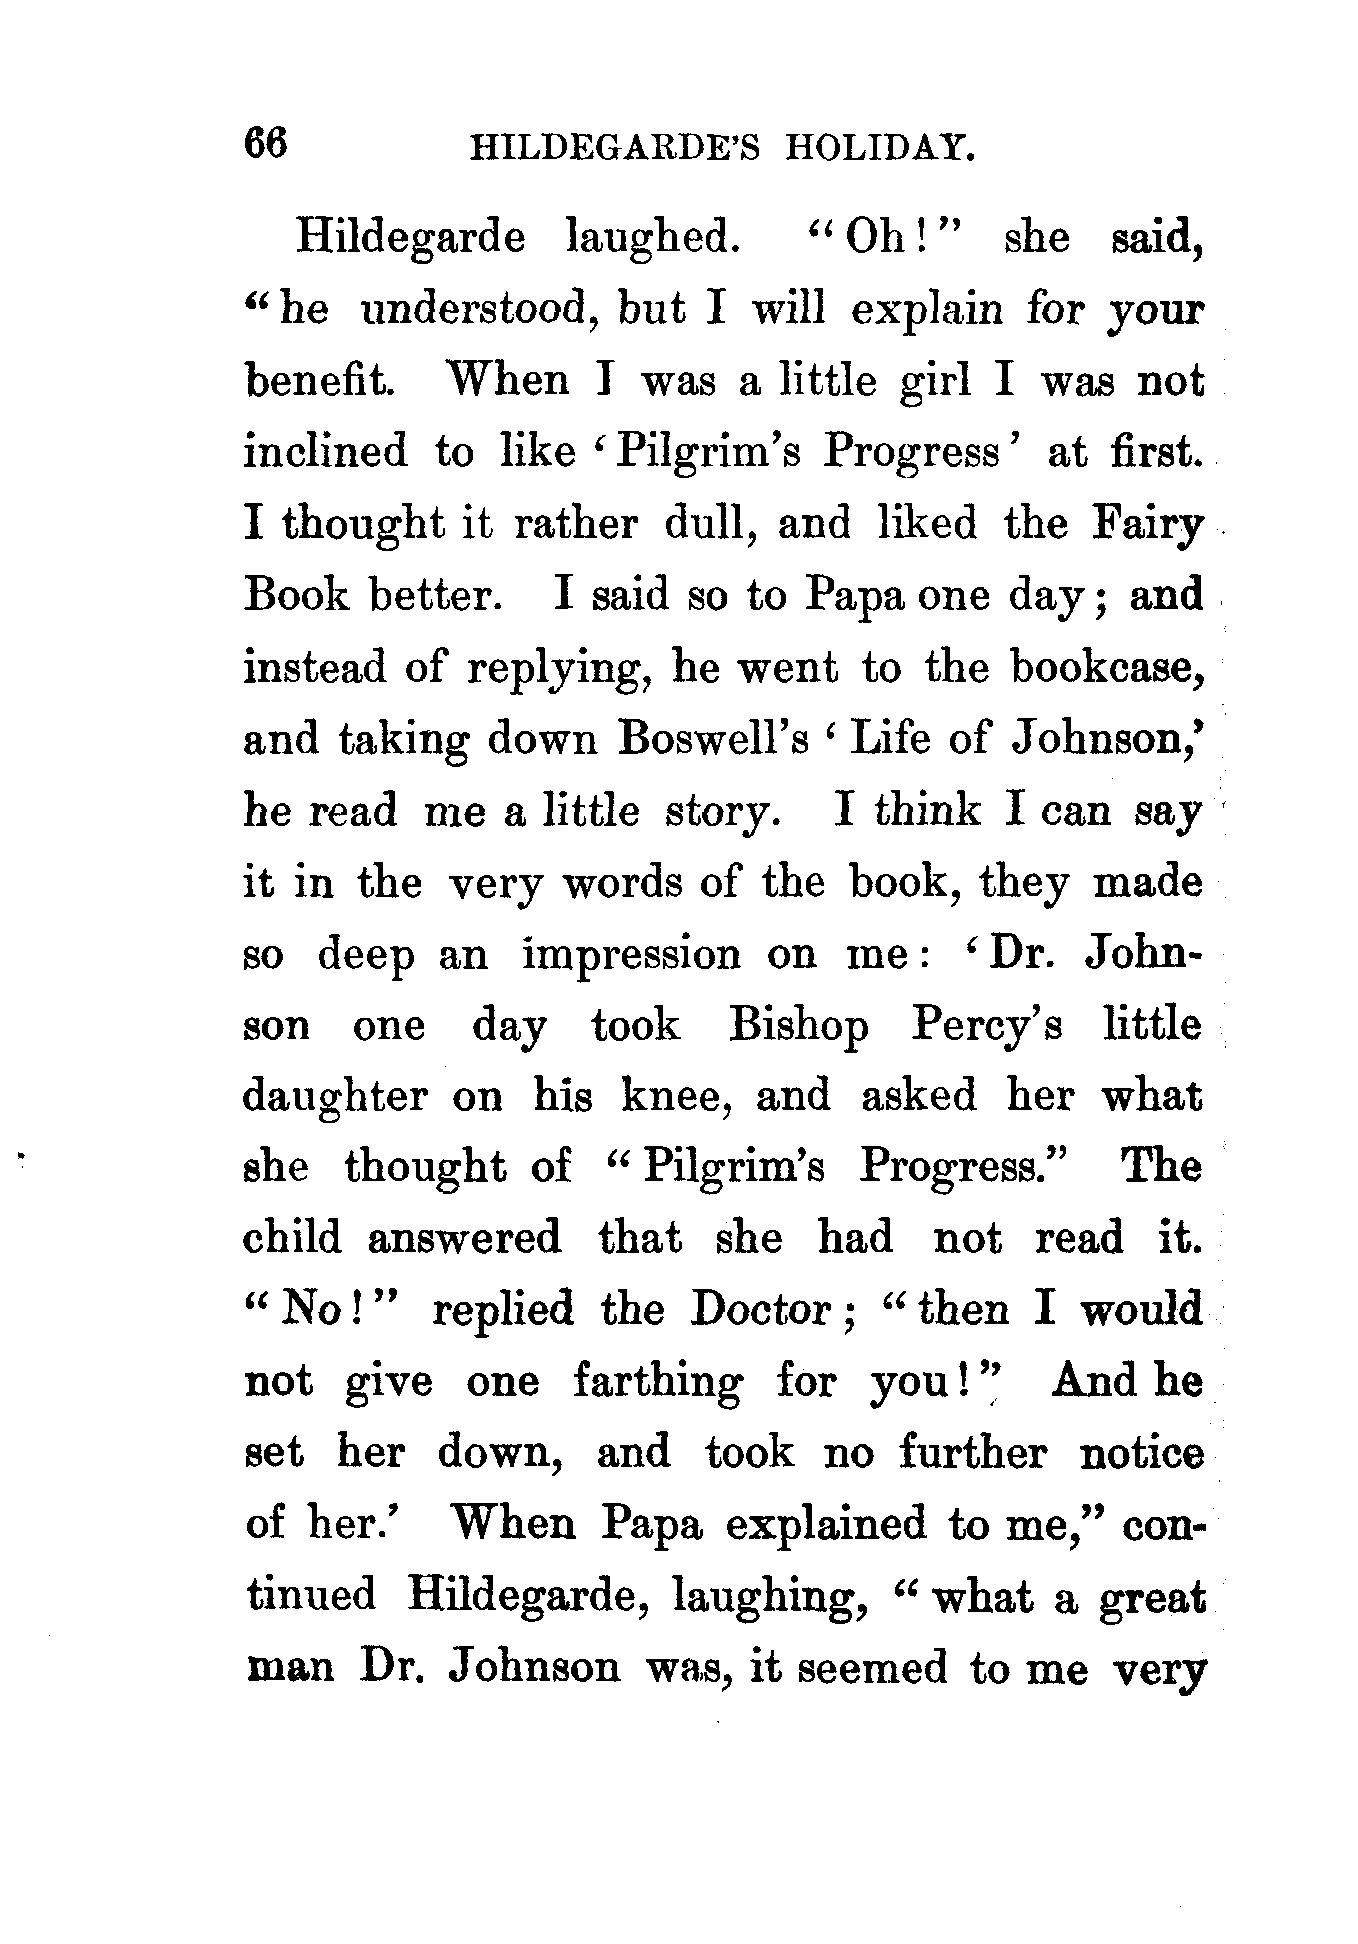 66 HILDEGARDE'S HOLIDAY.
Hildegarde laughed. "Oh!" she said,
"he understood, but I will explain for your
benefit. When I was a little girl I was not
inclined to like 'Pilgrim's Progress' at first.
I thought it rather dull, and liked the Fairy
Book better. I said so to Papa one day; and
instead of replying, he went to the bookcase,
and taking down Boswell's 'Life of Johnson,'
he read me a little story. I think I can say
it in the very words of the book, they made
so deep an impression on me: 'Dr. John-
son one day took Bishop Percy's little
daughter on his knee, and asked her what
she thought of "Pilgrim's Progress." The
child answered that she had not read it.
"No!" replied the Doctor; "then I would
not give one farthing for you!" And he
set her down, and took no further notice
of her.' When Papa explained to me," con-
tinued Hildegarde, laughing, "what a great
man Dr. Johnson was, it seemed to me very